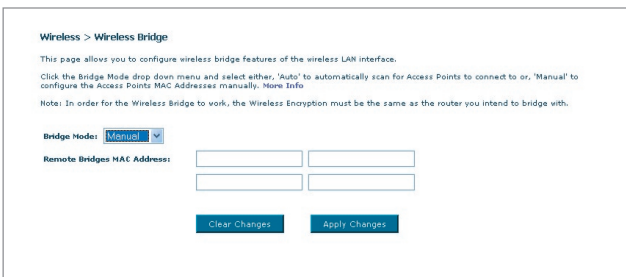 Wireless > Wireless Bridge
This page allows you to configure wireless bridge features of the wireless LAN interface.
Click the Bridge Mode drop down menu and select either, 'Auto' to automatically scan for Access Points to connect to or, 'Manual' to
configure the Access Points MAC Addresses manually. More Info
Note: In order for the Wireless Bridge to work, the Wireless Encryption must be the same as the router you intend to bridge with.
Bridge Mode: Manual
Remote Bridges MAC Address:
Clear Changes Apply Changes